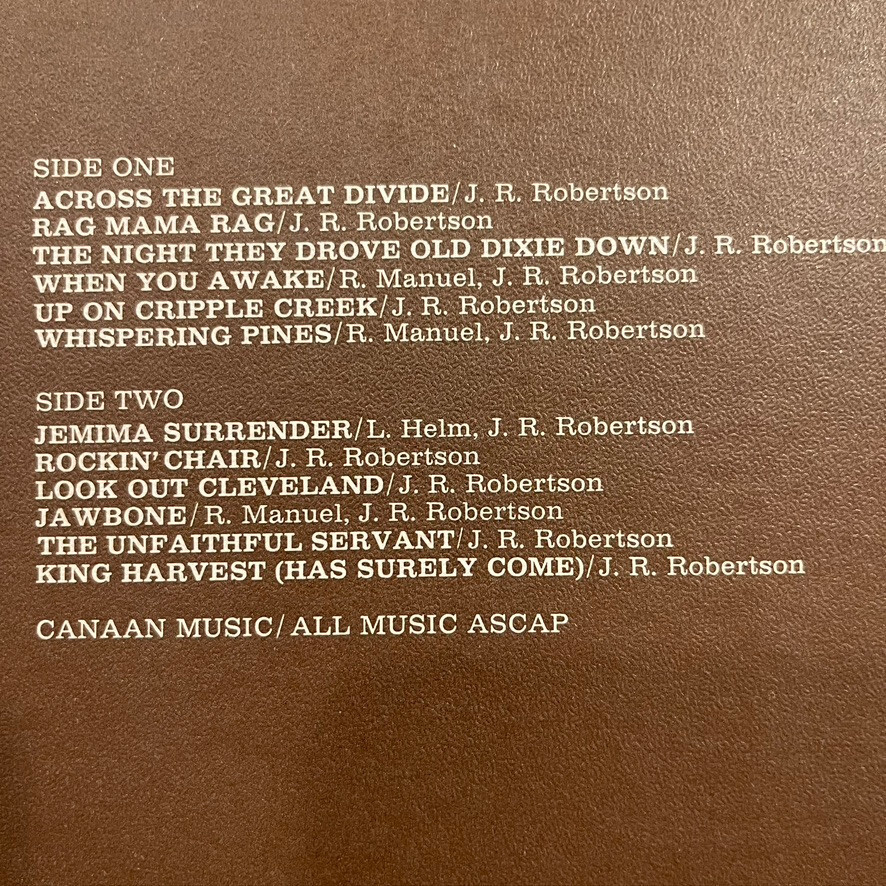 SIDE ONE
ACROSS THE GREAT DIVIDE/J. R. Robertson
RAG MAMA RAG/J. R. Robertson
THE NIGHT THEY DROVE OLD DIXIE DOWN/J. R. Robertson
WHEN YOU AWAKE/R. Manuel, J. R. Robertson
UP ON CRIPPLE CREEK/J. R. Robertson
WHISPERING PINES/R. Manuel, J. R. Robertson
SIDE TWO
JEMIMA SURRENDER/L. Helm, J. R. Robertson
ROCKIN' CHAIR/J. R. Robertson
LOOK OUT CLEVELAND/J. R. Robertson
JAWBONE/R. Manuel, J. R. Robertson
THE UNFAITHFUL SERVANT/J. R. Robertson
KING HARVEST (HAS SURELY COME)/J. R. Robertson
CANAAN MUSIC/ALL MUSIC ASCAP